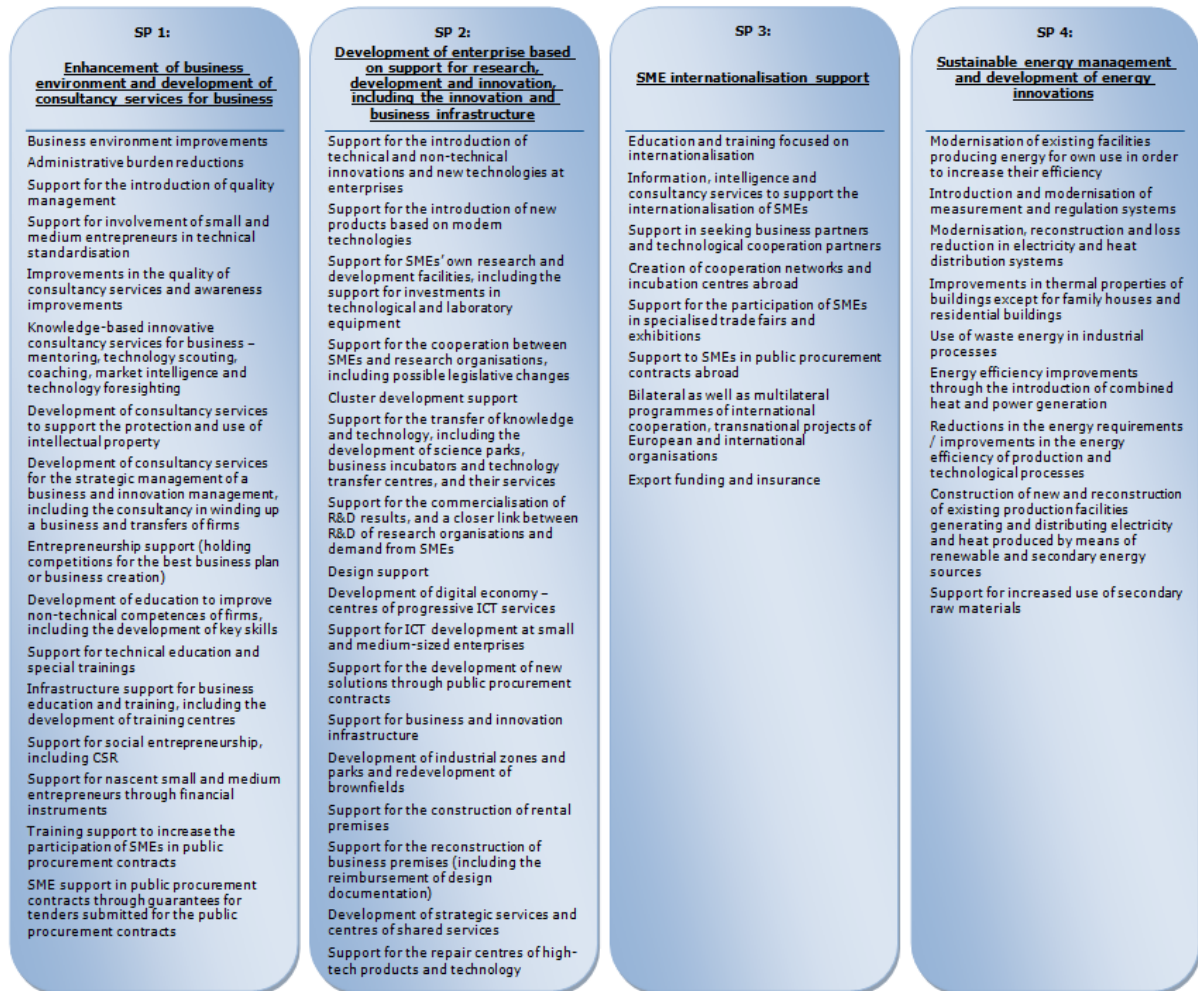 SP 1:
Enhancement of business
environment and development of
consultancy services for business
Business environment improvements
Administrative burden reductions
Support for the introduction of quality
management
Support for involvement of small and
medium entrepreneurs in technical
standardisation
Improvements in the quality of
consultancy services and awareness
improvements
Knowledge-based innovative
consultancy services for business –
mentoring, technology scouting,
coaching, market intelligence and
technology foresighting
Development of consultancy services
to support the protection and use of
intellectual property
Development of consultancy services
for the strategic management of a
business and innovation management,
including the consultancy in winding up
a business and transfers of firms
Entrepreneurship support (holding
competitions for the best business plan
or business creation)
Development of education to improve
non-technical competences of firms,
including the development of key skills
Support for technical education and
special trainings
Infrastructure support for business
education and training, including the
development of training centres
Support for social entrepreneurship,
including CSR
Support for nascent small and medium
entrepreneurs through financial
instruments
Training support to increase the
participation of SMEs in public
procurement contracts
SME support in public procurement
contracts through guarantees for
tenders submitted for the public
procurement contracts
SP 2:
Development of enterprise based
on support for research,
development and innovation,
including the innovation and
business infrastructure
Support for the introduction of
technical and non-technical
innovations and new technologies at
enterprises
Support for the introduction of new
products based on modern
technologies
Support for SMEs' own research and
development facilities, including the
support for investments in
technological and laboratory
equipment
Support for the cooperation between
SMEs and research organisations,
including possible legislative changes
Cluster development support
Support for the transfer of knowledge
and technology, including the
development of science parks,
business incubators and technology
transfer centres, and their services
Support for the commercialisation of
R&D results, and a closer link between
R&D of research organisations and
demand from SMEs
Design support
Development of digital economy –
centres of progressive ICT services
Support for ICT development at small
and medium-sized enterprises
Support for the development of new
solutions through public procurement
contracts
Support for business and innovation
infrastructure
Development of industrial zones and
parks and redevelopment of
brownfields
Support for the construction of rental
premises
Support for the reconstruction of
business premises (including the
reimbursement of design
documentation)
Development of strategic services and
centres of shared services
Support for the repair centres of high-
tech products and technology
SP 3:
SME internationalisation support
Education and training focused on
internationalisation
Information, intelligence and
consultancy services to support the
internationalisation of SMEs
Support in seeking business partners
and technological cooperation partners
Creation of cooperation networks and
incubation centres abroad
Support for the participation of SMEs
in specialised trade fairs and
exhibitions
Support to SMEs in public procurement
contracts abroad
Bilateral as well as multilateral
programmes of international
cooperation, transnational projects of
European and international
organisations
Export funding and insurance
SP 4:
Sustainable energy management
and development of energy
innovations
Modernisation of existing facilities
producing energy for own use in order
to increase their efficiency
Introduction and modernisation of
measurement and regulation systems
Modernisation, reconstruction and loss
reduction in electricity and heat
distribution systems
Improvements in thermal properties of
buildings except for family houses and
residential buildings
Use of waste energy in industrial
processes
Energy efficiency improvements
through the introduction of combined
heat and power generation
Reductions in the energy requirements
/ improvements in the energy
efficiency of production and
technological processes
Construction of new and reconstruction
of existing production facilities
generating and distributing electricity
and heat produced by means of
renewable and secondary energy
sources
Support for increased use of secondary
raw materials